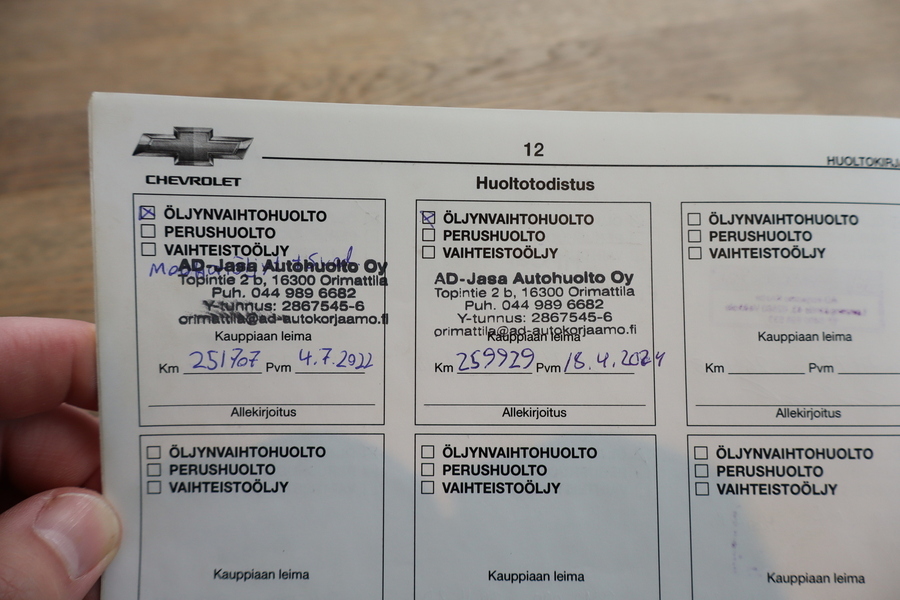 12
HUOLTOKIRJA
CHEVROLET
Huoltotodistus
ÖLJYNVAIHTOHUOLTO
PERUSHUOLTO
VAIHTEISTOÖLJY
AD-Jasa Autohuolto Oy
Topintie 2 b, 16300 Orimattila
Puh. 044 989 6682
Y-tunnus: 2867545-6
orimattila@ad-autokorjaamo.fi
Kauppiaan leima
Km 251707 Pvm 4.7.2022
Allekirjoitus
ÖLJYNVAIHTOHUOLTO
PERUSHUOLTO
VAIHTEISTOÖLJY
AD-Jasa Autohuolto Oy
Topintie 2 b, 16300 Orimattila
Puh. 044 989 6682
Y-tunnus: 2867545-6
orimattila@ad-autokorjaamo.fi
Kauppiaan leima
Km 259929 Pvm 18.4.2024
Allekirjoitus
ÖLJYNVAIHTOHUOLTO
PERUSHUOLTO
VAIHTEISTOÖLJY
Kauppiaan leima
Km Pvm
Allekirjoitus
ÖLJYNVAIHTOHUOLTO
PERUSHUOLTO
VAIHTEISTOÖLJY
Kauppiaan leima
ÖLJYNVAIHTOHUOLTO
PERUSHUOLTO
VAIHTEISTOÖLJY
Kauppiaan leima
ÖLJYNVAIHTOHUOLTO
PERUSHUOLTO
VAIHTEISTOÖLJY
Kauppiaan leima